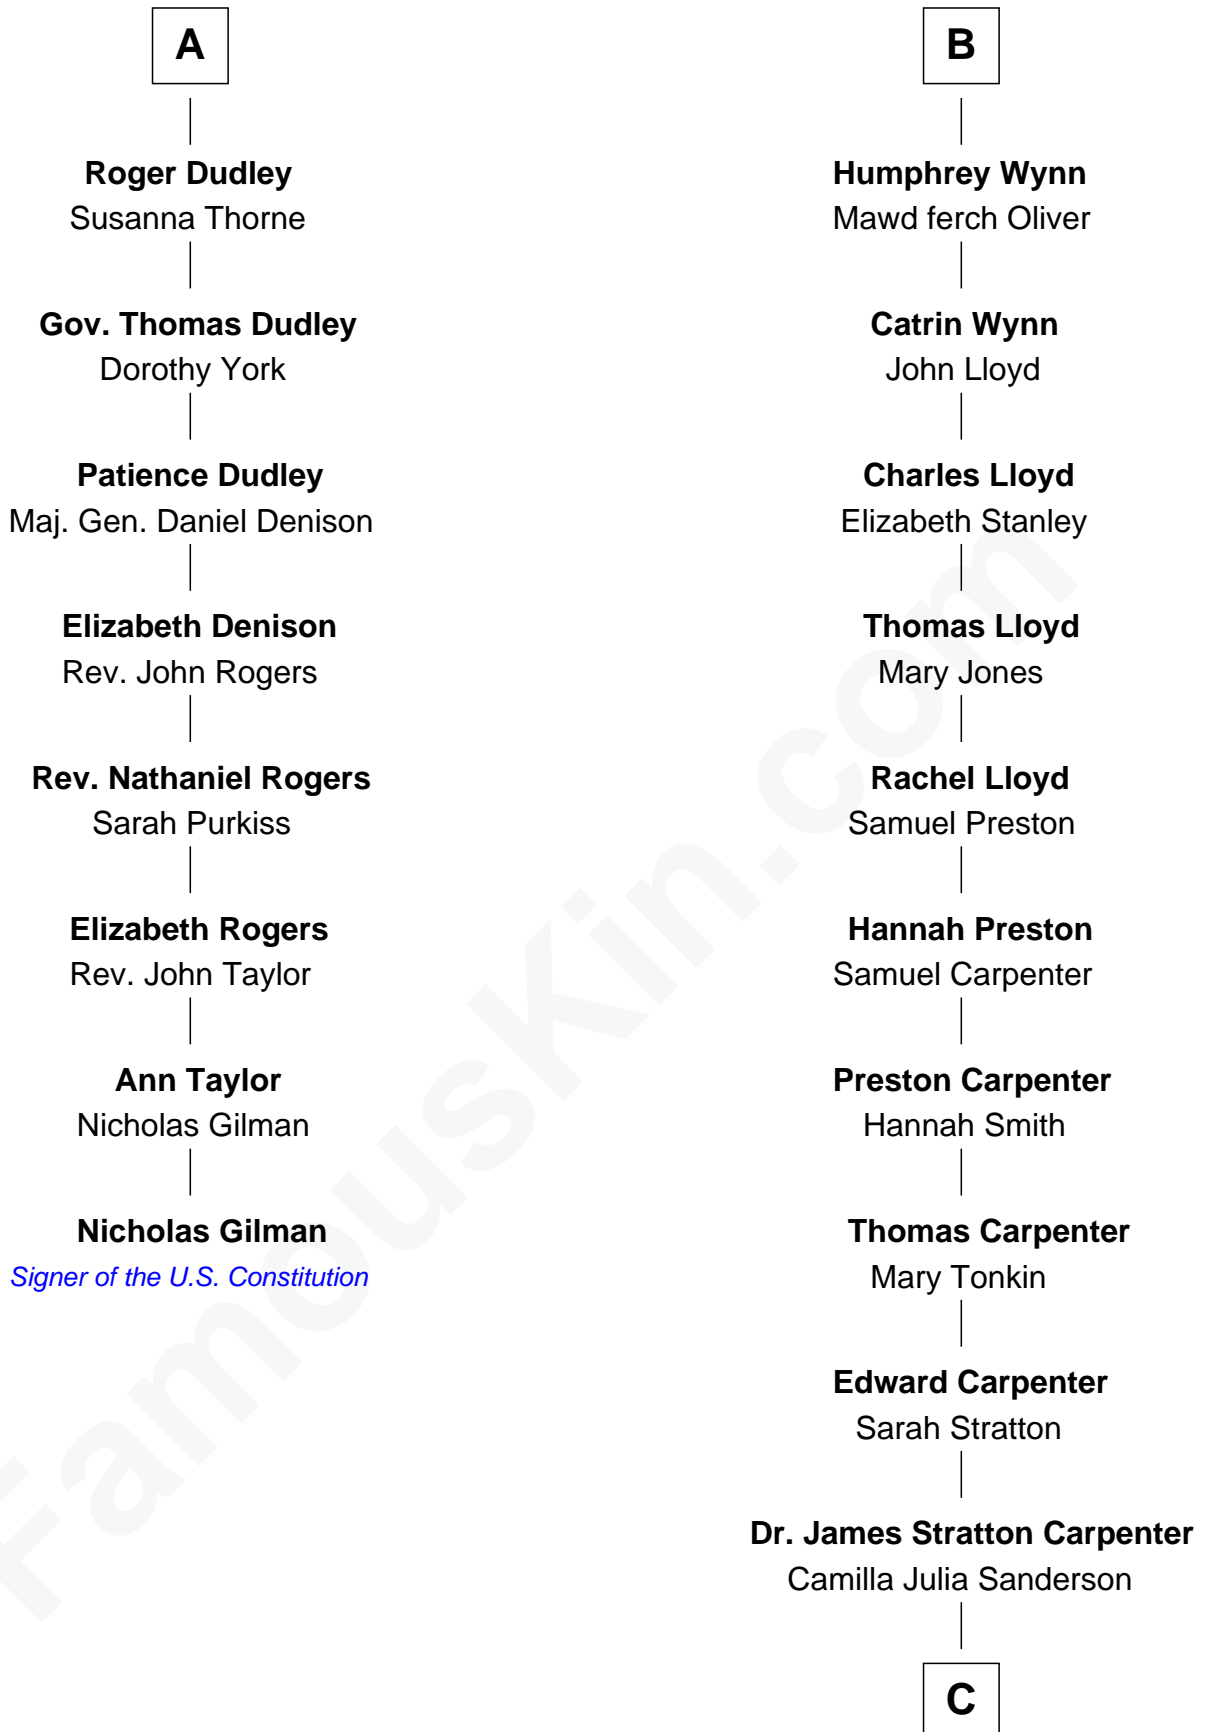 A
Roger Dudley
Susanna Thorne
Gov. Thomas Dudley
Dorothy York
Patience Dudley
Maj. Gen. Daniel Denison
Elizabeth Denison
Rev. John Rogers
Rev. Nathaniel Rogers
Sarah Purkiss
Elizabeth Rogers
Rev. John Taylor
Ann Taylor
Nicholas Gilman
Nicholas Gilman
Signer of the U.S. Constitution
B
Humphrey Wynn
Mawd ferch Oliver
Catrin Wynn
John Lloyd
Charles Lloyd
Elizabeth Stanley
Thomas Lloyd
Mary Jones
Rachel Lloyd
Samuel Preston
Hannah Preston
Samuel Carpenter
Preston Carpenter
Hannah Smith
Thomas Carpenter
Mary Tonkin
Edward Carpenter
Sarah Stratton
Dr. James Stratton Carpenter
Camilla Julia Sanderson
C
FamousKin.com